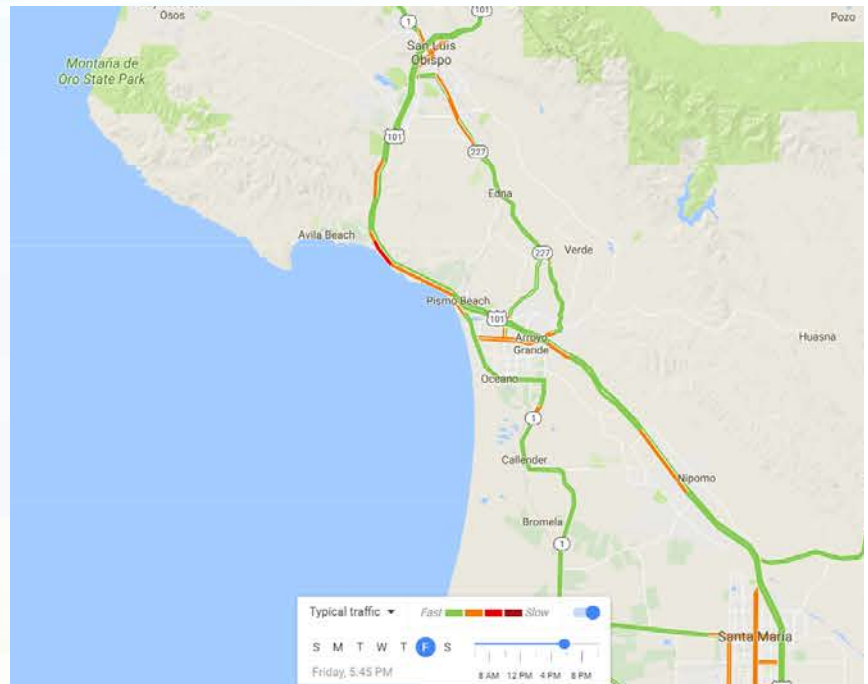 Osos
1
101
San Luis
Obispo
Pozo
Montaña de
Oro State Park
101
227
Edna
Avila Beach
227
Verde
Pismo Beach
101
Arroyo
Grande
Huasna
Oceano
1
Callender
Nipomo
Bromela
1
Typical traffic
Fast
Slow
Santa Maria
S M T W T F S
Friday, 5:45 PM
8 AM 12 PM 4 PM 8 PM